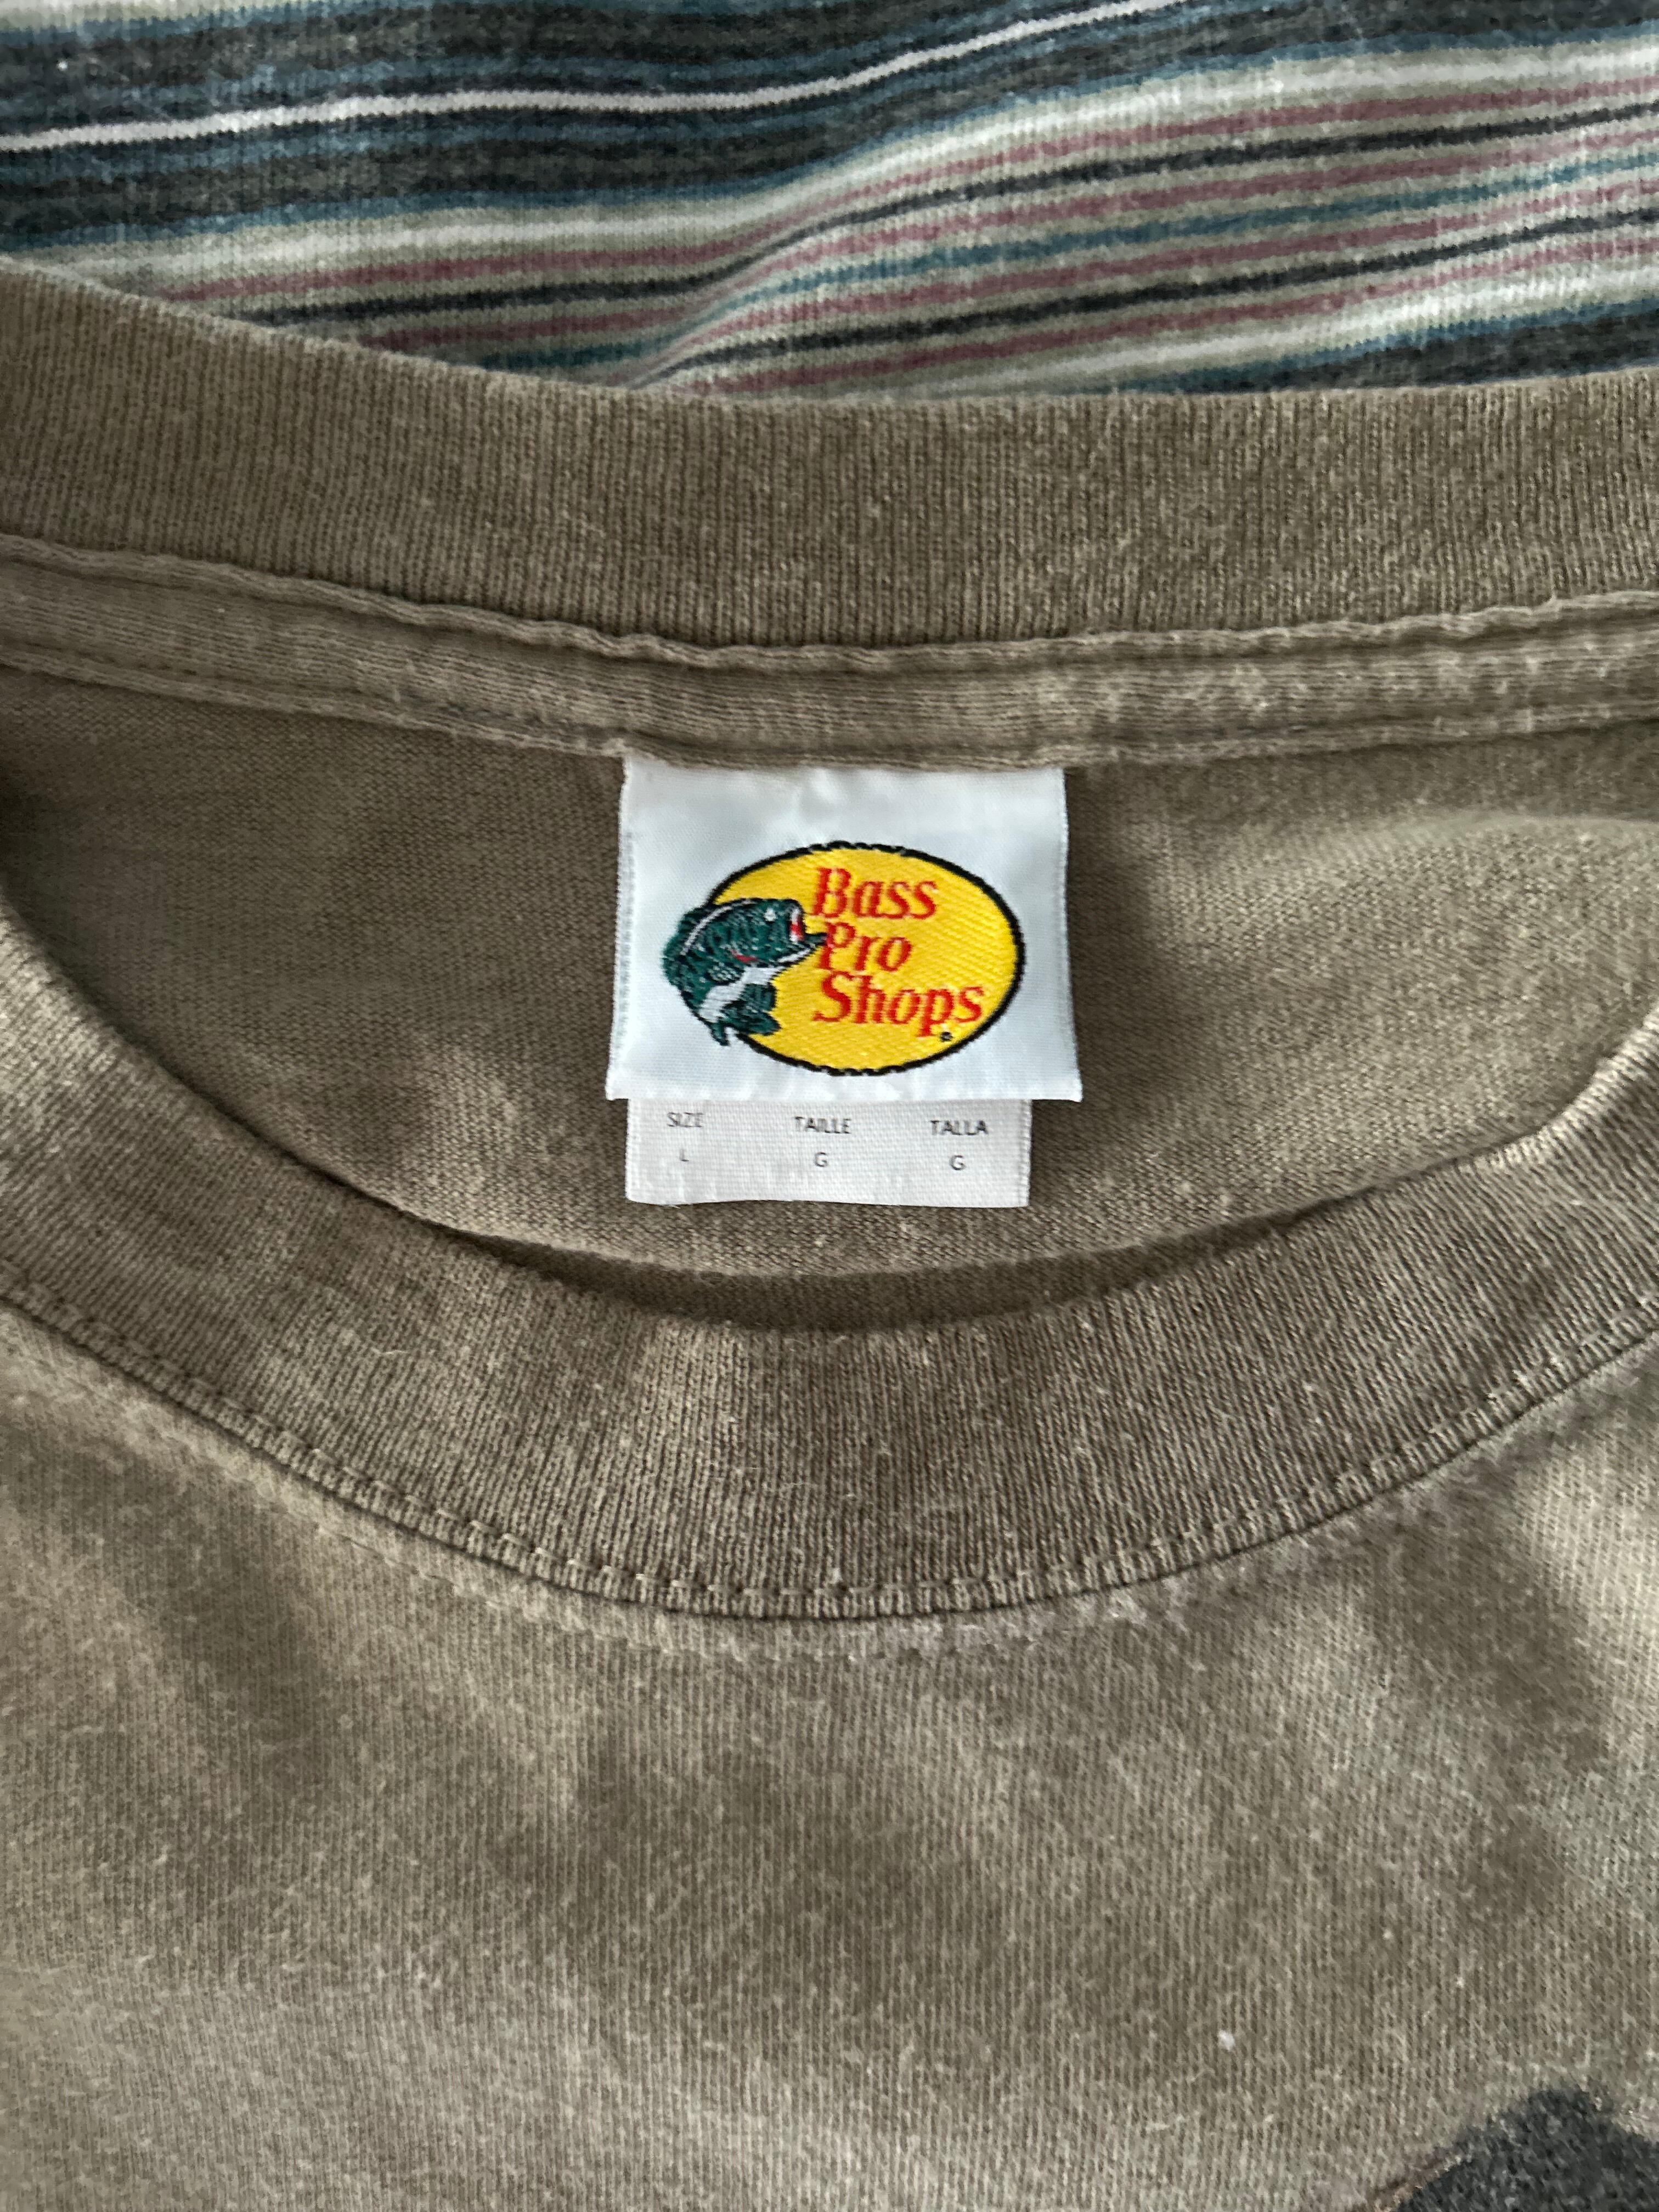 Bass
Pro
Shops
SIZE TAILLE TALLA
L G G